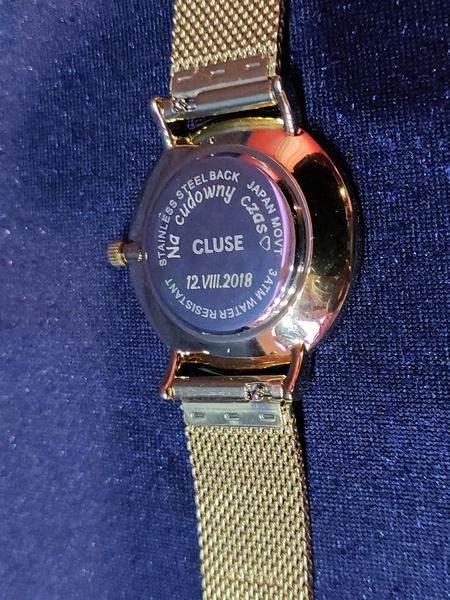 STAINLESS STEEL BACK JAPAN MOVT 3 ATM WATER RESISTANT
Na cudowny czas♡
CLUSE
12.VIII.2018